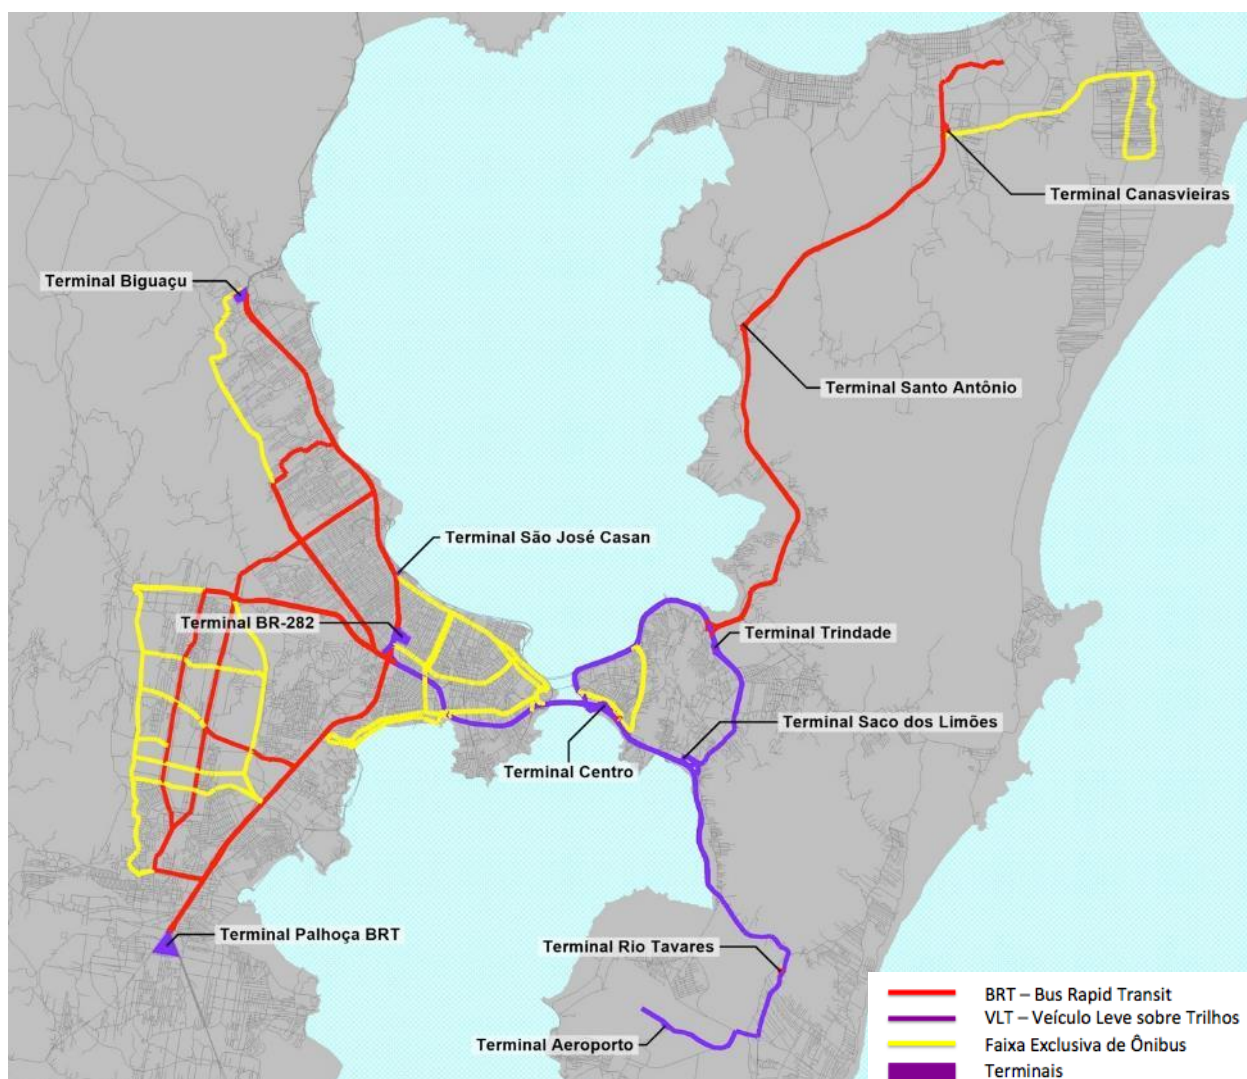 Terminal Canasvieiras
Terminal Biguaçu
Terminal Santo Antônio
Terminal São José Casan
Terminal BR-282
Terminal Trindade
Terminal Saco dos Limões
Terminal Centro
Terminal Palhoça BRT
Terminal Rio Tavares
Terminal Aeroporto
BRT – Bus Rapid Transit
VLT – Veículo Leve sobre Trilhos
Faixa Exclusiva de Ônibus
Terminais